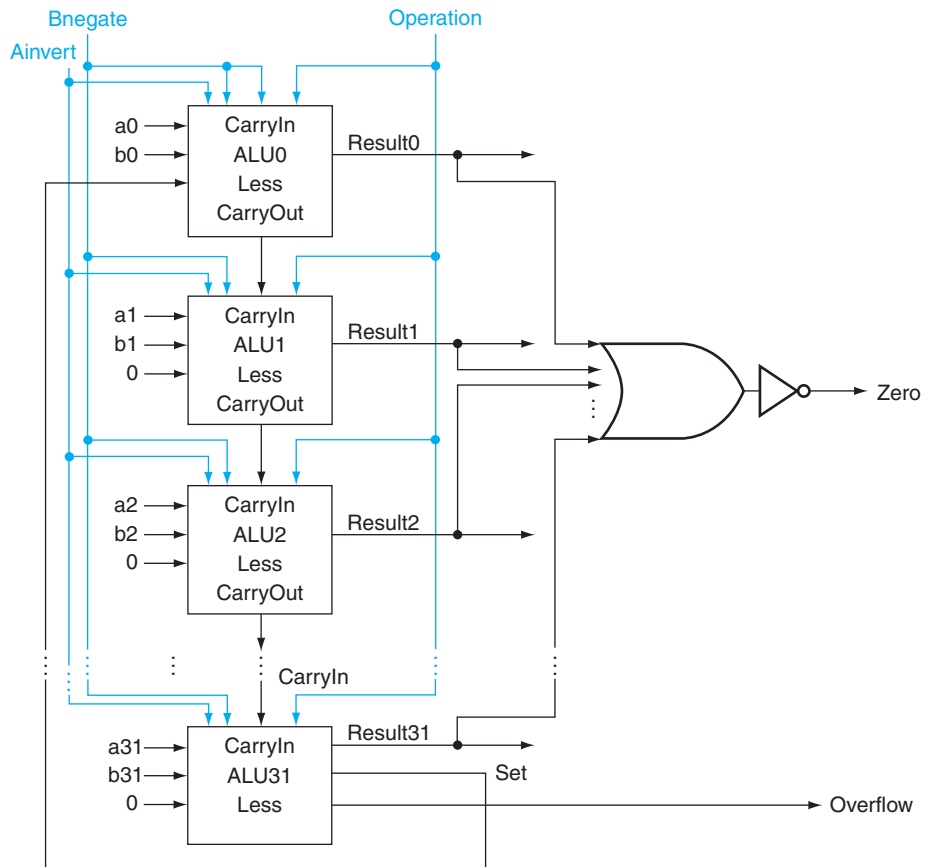 Bnegate
Operation
Ainvert
a0
b0
CarryIn
ALU0
Less
CarryOut
Result0
a1
b1
0
CarryIn
ALU1
Less
CarryOut
Result1
Zero
a2
b2
0
CarryIn
ALU2
Less
CarryOut
Result2
CarryIn
a31
b31
0
CarryIn
ALU31
Less
Result31
Set
Overflow